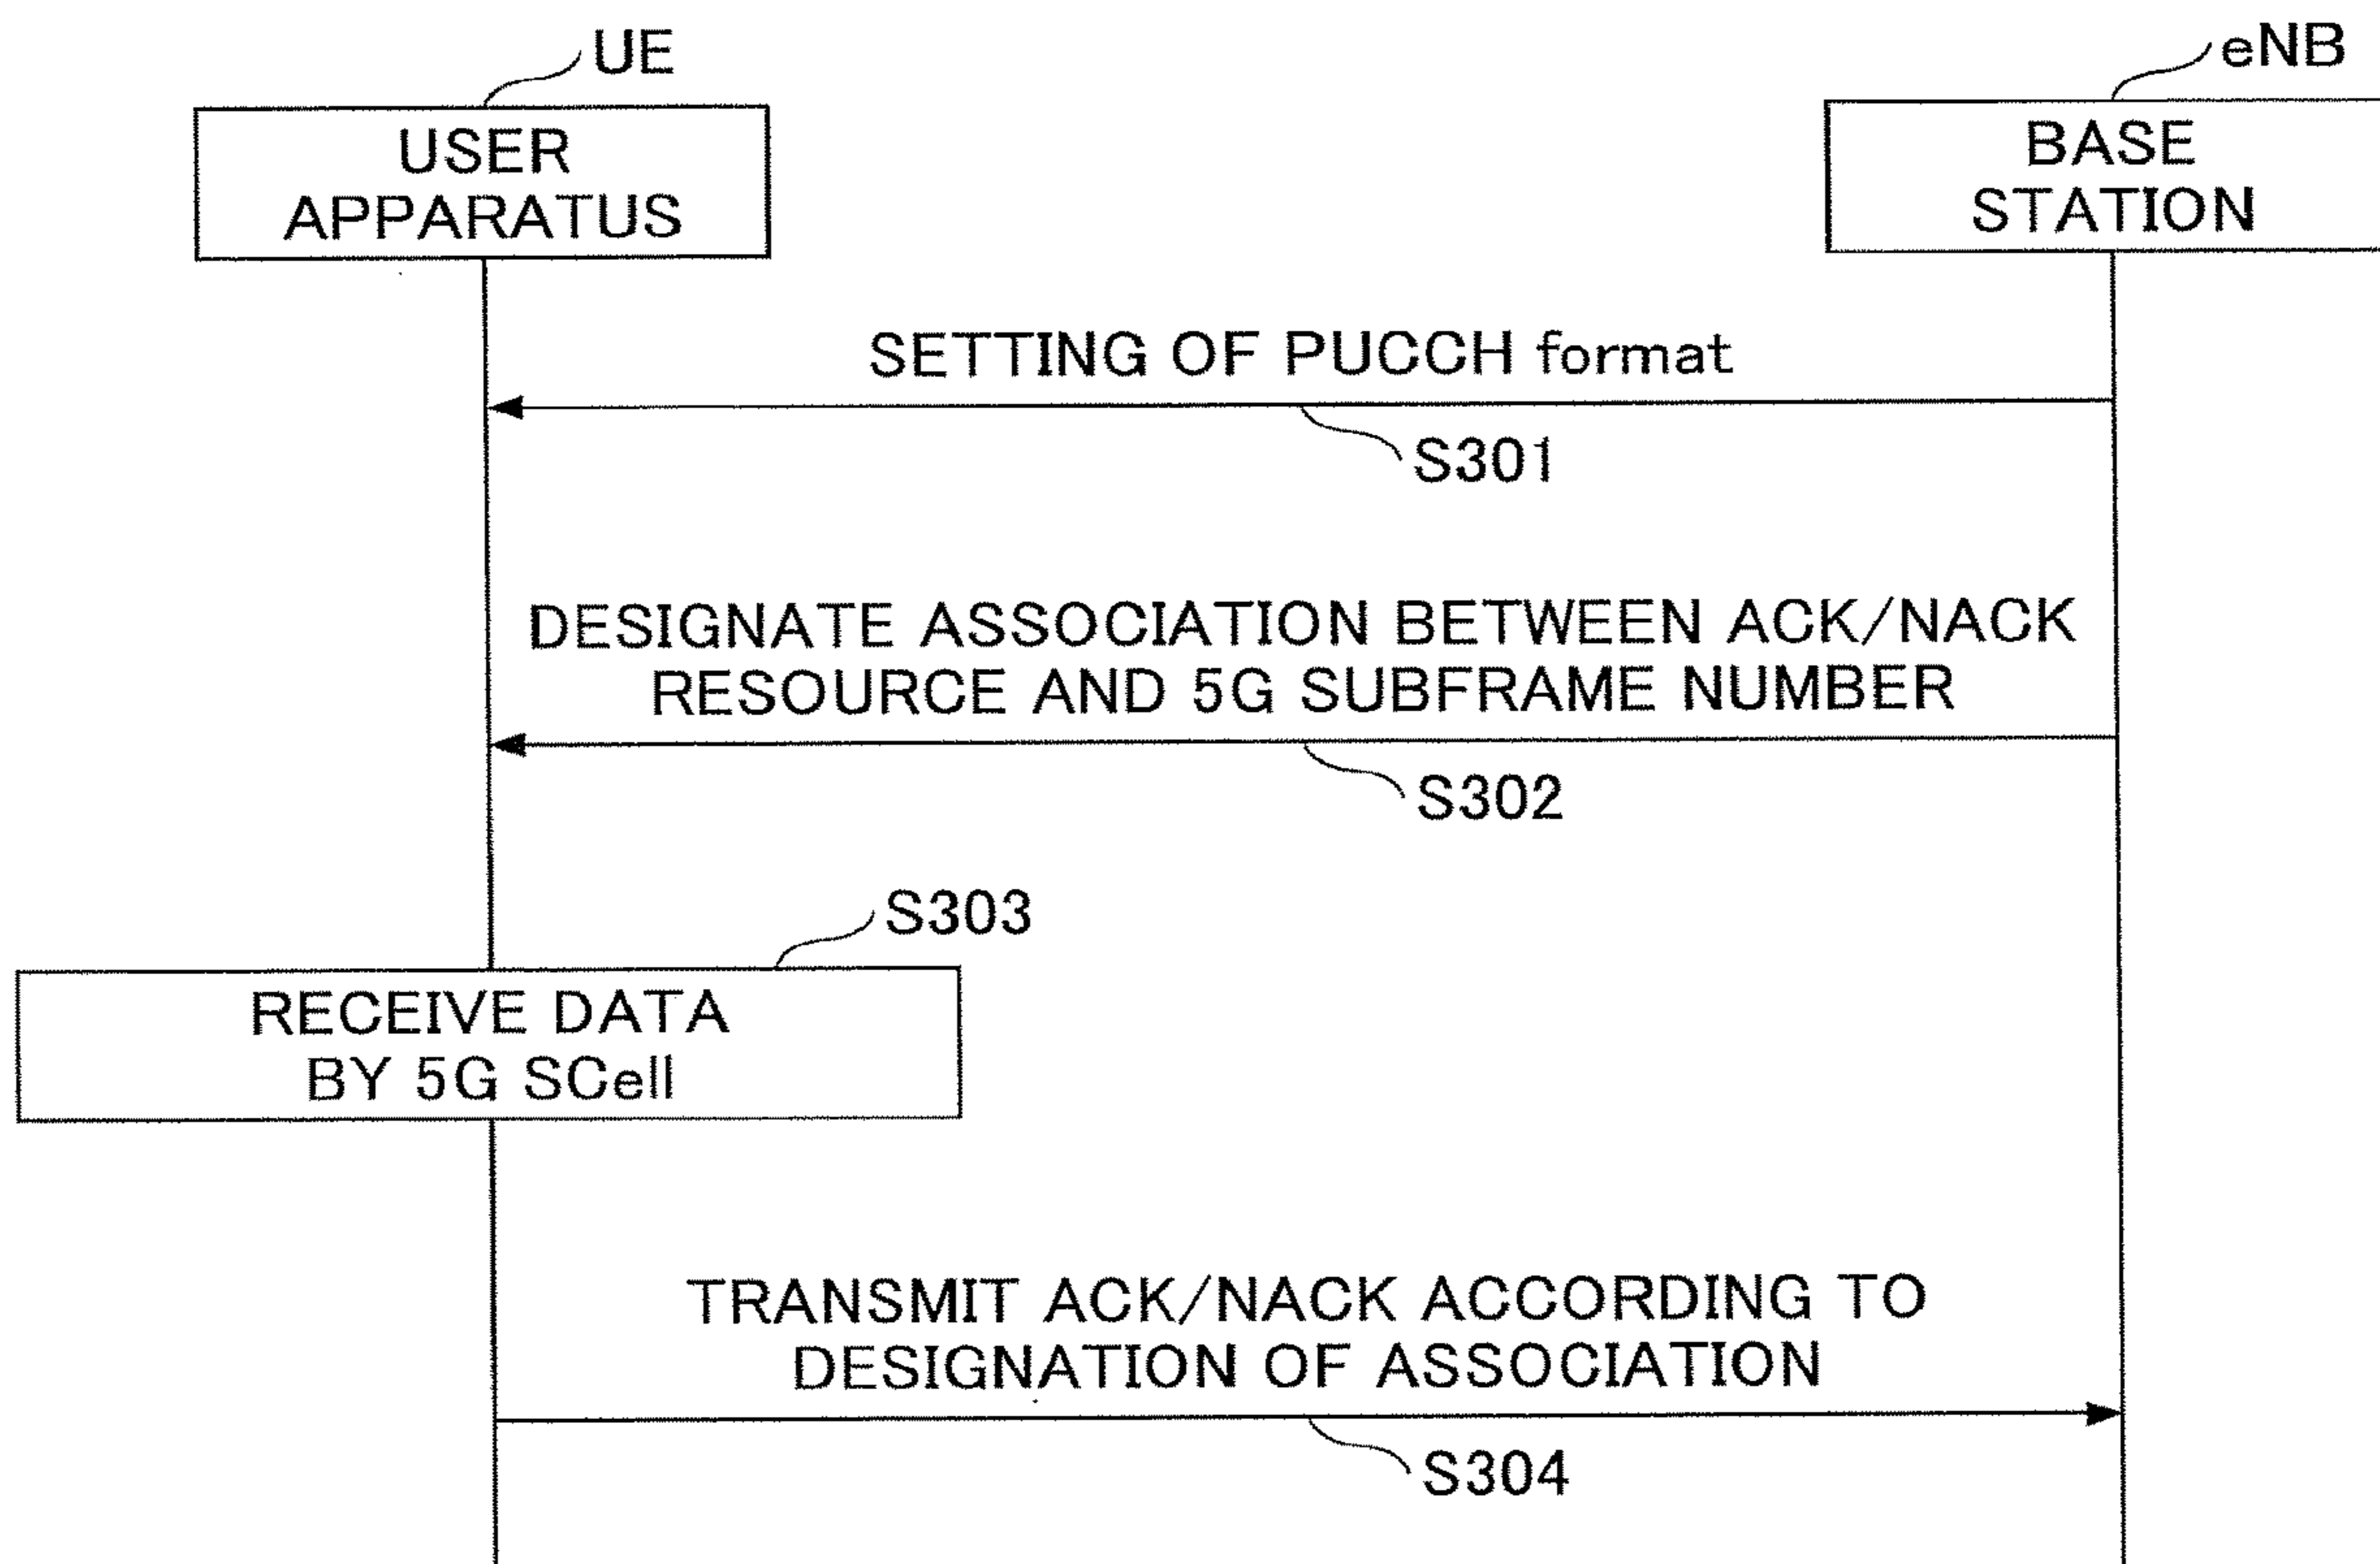 UE
eNB
USER
APPARATUS
BASE
STATION
SETTING OF PUCCH format
S301
DESIGNATE ASSOCIATION BETWEEN ACK/NACK
RESOURCE AND 5G SUBFRAME NUMBER
S302
S303
RECEIVE DATA
BY 5G SCell
TRANSMIT ACK/NACK ACCORDING TO
DESIGNATION OF ASSOCIATION
S304